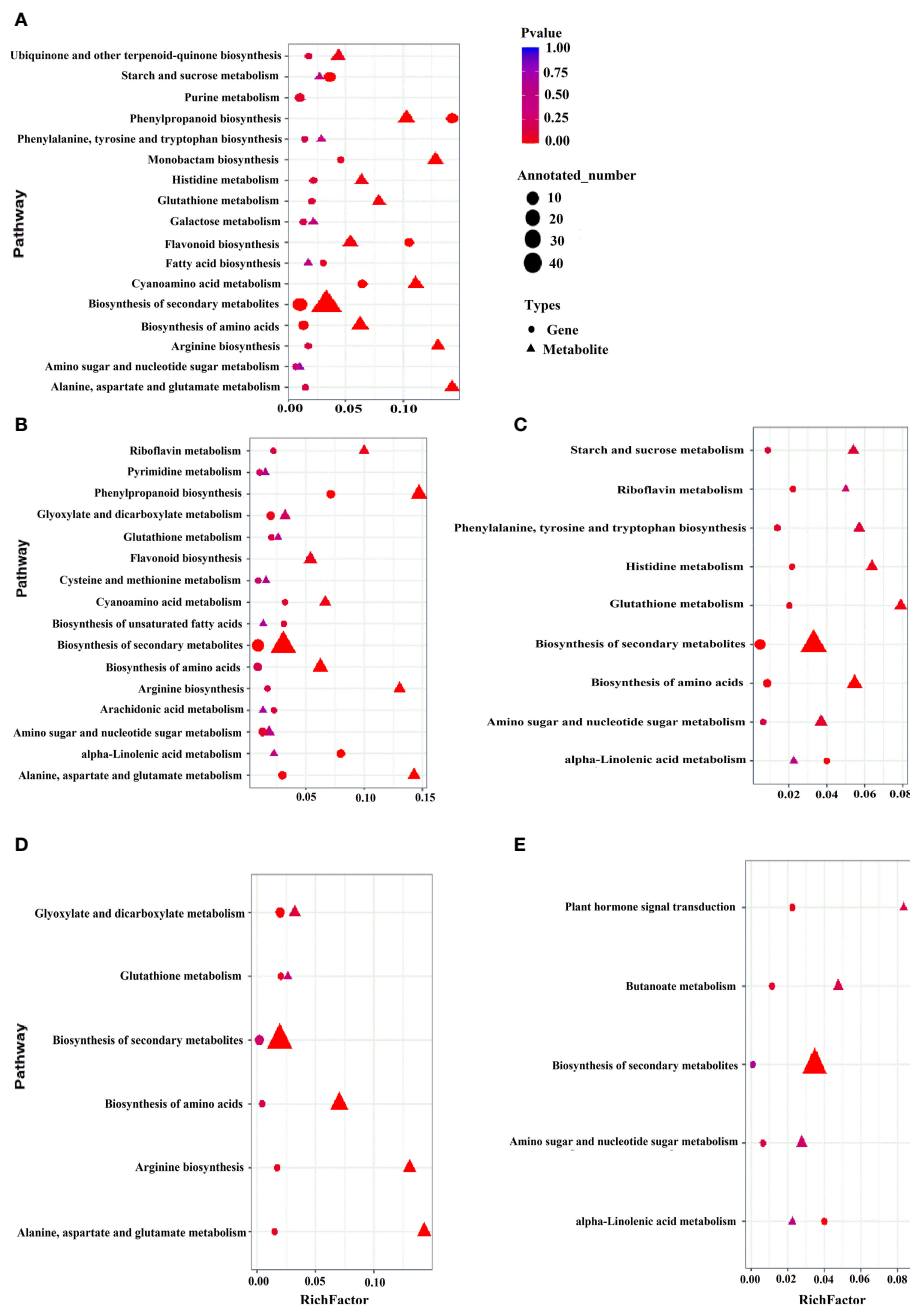 A
Ubiquinone and other terpenoid-quinone biosynthesis
Starch and sucrose metabolism
Purine metabolism
Phenylpropanoid biosynthesis
Phenylalanine, tyrosine and tryptophan biosynthesis
Monobactam biosynthesis
Histidine metabolism
Glutathione metabolism
Galactose metabolism
Flavonoid biosynthesis
Fatty acid biosynthesis
Cyanoamino acid metabolism
Biosynthesis of secondary metabolites
Biosynthesis of amino acids
Arginine biosynthesis
Amino sugar and nucleotide sugar metabolism
Alanine, aspartate and glutamate metabolism
Pathway
0.00 0.05 0.10
Pvalue
1.00
0.75
0.50
0.25
0.00
Annotated_number
10
20
30
40
Types
Gene
Metabolite
B
Riboflavin metabolism
Pyrimidine metabolism
Phenylpropanoid biosynthesis
Glyoxylate and dicarboxylate metabolism
Glutathione metabolism
Flavonoid biosynthesis
Cysteine and methionine metabolism
Cyanoamino acid metabolism
Biosynthesis of unsaturated fatty acids
Biosynthesis of secondary metabolites
Biosynthesis of amino acids
Arginine biosynthesis
Arachidonic acid metabolism
Amino sugar and nucleotide sugar metabolism
alpha-Linolenic acid metabolism
Alanine, aspartate and glutamate metabolism
Pathway
0.05 0.10 0.15
C
Starch and sucrose metabolism
Riboflavin metabolism
Phenylalanine, tyrosine and tryptophan biosynthesis
Histidine metabolism
Glutathione metabolism
Biosynthesis of secondary metabolites
Biosynthesis of amino acids
Amino sugar and nucleotide sugar metabolism
alpha-Linolenic acid metabolism
0.02 0.04 0.06 0.08
D
Glyoxylate and dicarboxylate metabolism
Glutathione metabolism
Biosynthesis of secondary metabolites
Biosynthesis of amino acids
Arginine biosynthesis
Alanine, aspartate and glutamate metabolism
Pathway
0.00 0.05 0.10
RichFactor
E
Plant hormone signal transduction
Butanoate metabolism
Biosynthesis of secondary metabolites
Amino sugar and nucleotide sugar metabolism
alpha-Linolenic acid metabolism
0.00 0.02 0.04 0.06 0.08
RichFactor